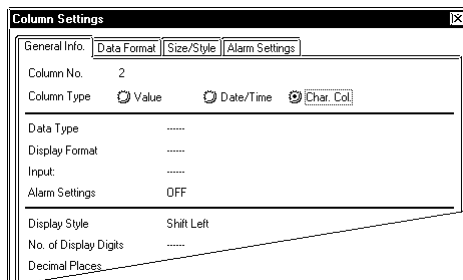 Column Settings
General Info. Data Format Size/Style Alarm Settings
Column No. 2
Column Type Value Date/Time Char. Col.
Data Type ------
Display Format ------
Input: ------
Alarm Settings OFF
Display Style Shift Left
No. of Display Digits ------
Decimal Places